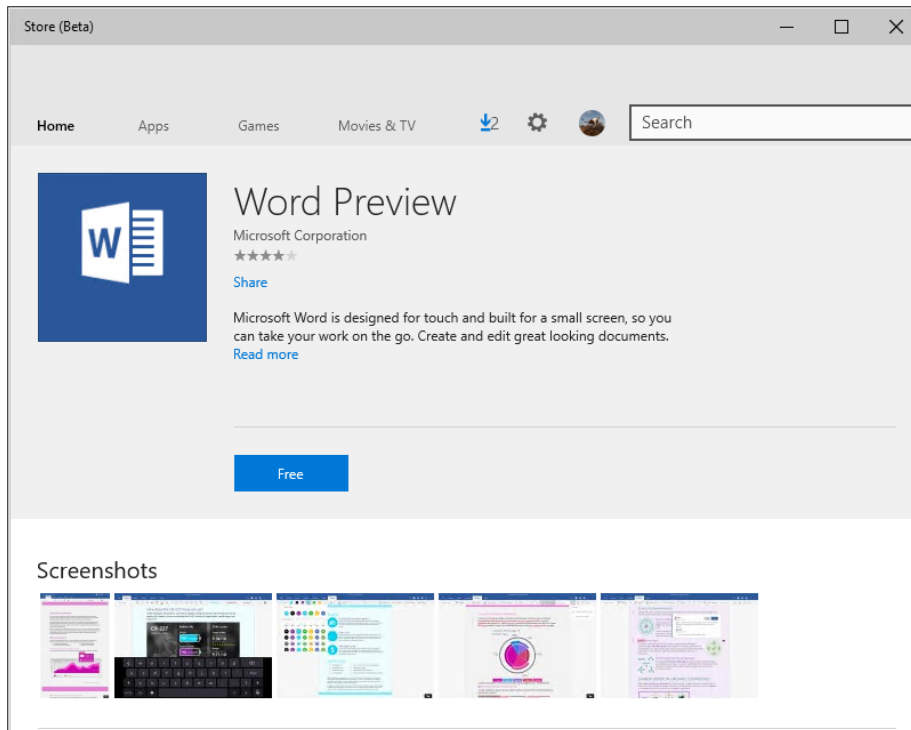 Store (Beta)
Home Apps Games Movies & TV 2 Search
W
Word Preview
Microsoft Corporation
Share
Microsoft Word is designed for touch and built for a small screen, so you
can take your work on the go. Create and edit great looking documents.
Read more
Free
Screenshots
CR-257